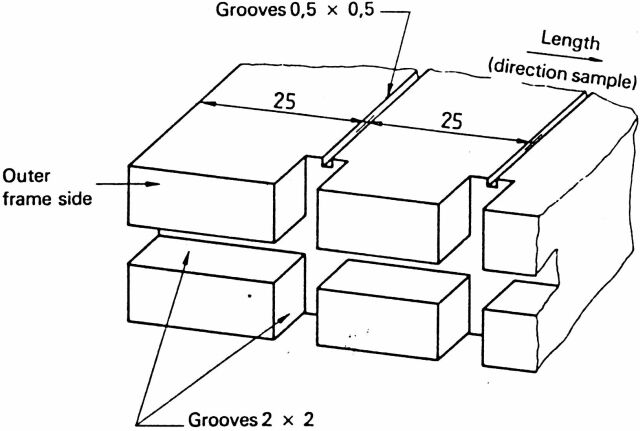 Grooves 0,5 × 0,5
Length
(direction sample)
25
25
Outer
frame side
Grooves 2 × 2